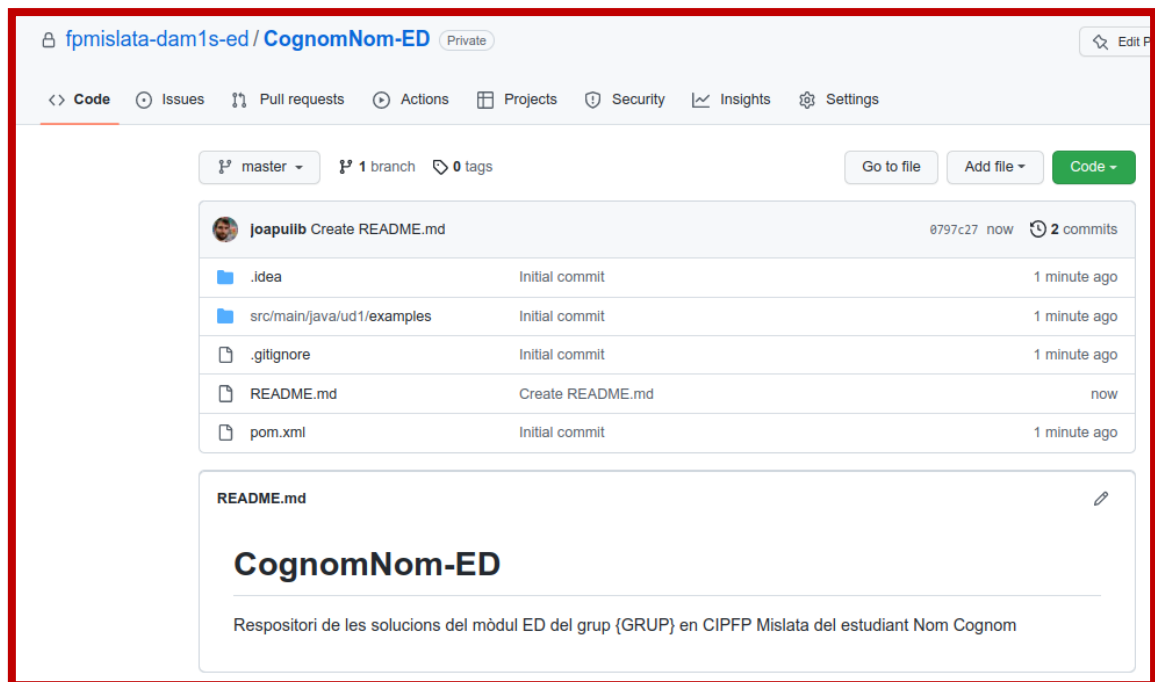 fpmislata-dam1s-ed / CognomNom-ED Private
Edit P
<> Code Issues Pull requests Actions Projects Security Insights Settings
master 1 branch 0 tags Go to file Add file Code
joapuiib Create README.md 0797c27 now 2 commits
.idea Initial commit 1 minute ago
src/main/java/ud1/examples Initial commit 1 minute ago
.gitignore Initial commit 1 minute ago
README.md Create README.md now
pom.xml Initial commit 1 minute ago
README.md
CognomNom-ED
Respositori de les solucions del mòdul ED del grup {GRUP} en CIPFP Mislata del estudiant Nom Cognom